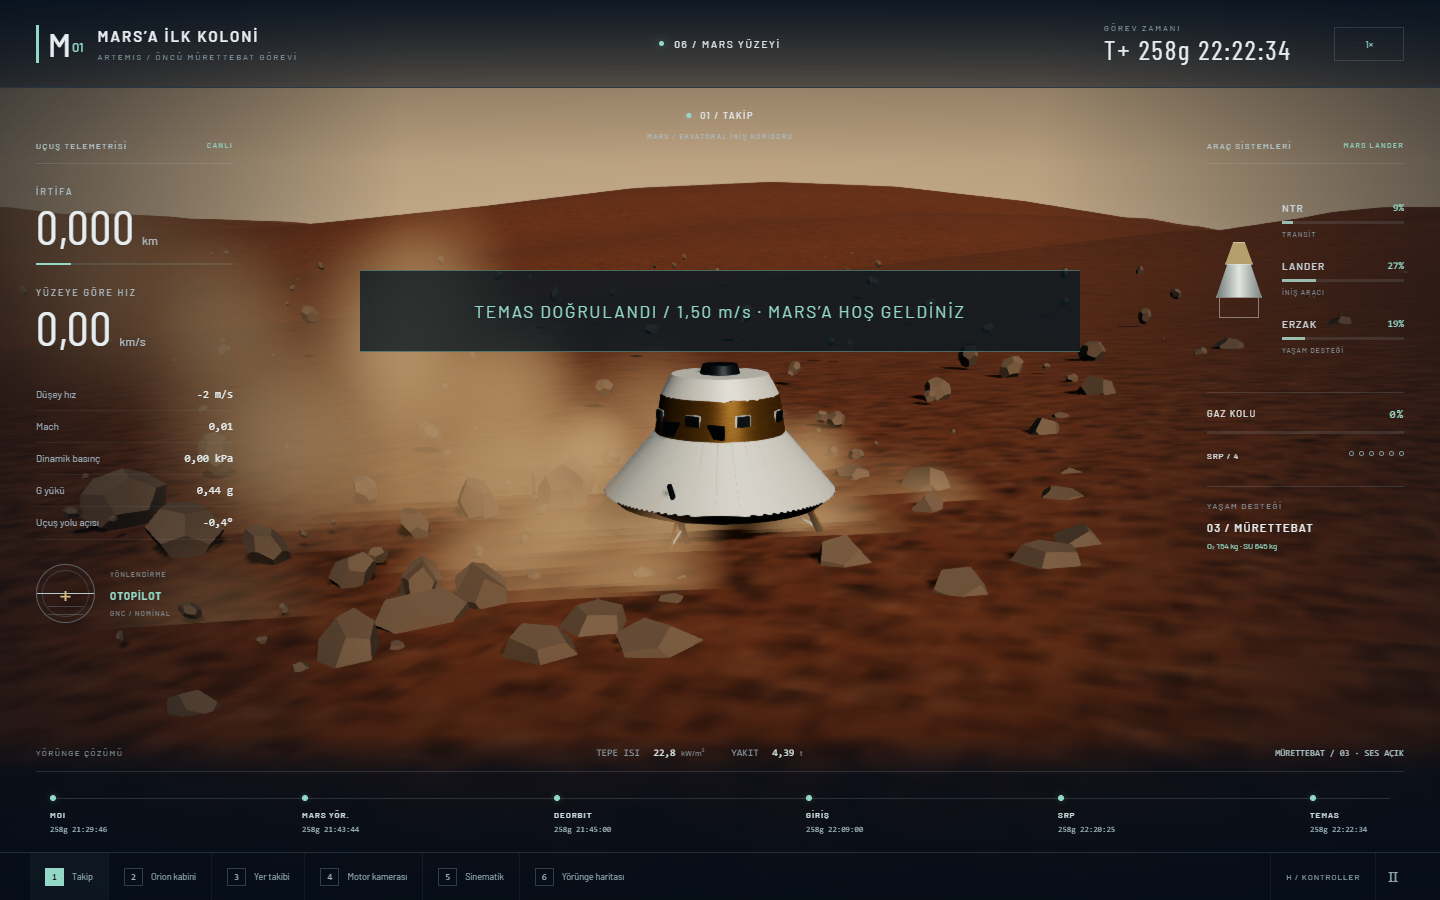 M01
MARS'A İLK KOLONİ
ARTEMIS / ÖNCÜ MÜRETTEBAT GÖREVİ
06 / MARS YÜZEYİ
GÖREV ZAMANI
T+ 258g 22:22:34
1×
01 / TAKİP
MARS / EKVATORAL İNİŞ KORİDORU
UÇUŞ TELEMETRİSİ CANLI
İRTİFA
0,000 km
YÜZEYE GÖRE HIZ
0,00 km/s
Düşey hız -2 m/s
Mach 0,01
Dinamik basınç 0,00 kPa
G yükü 0,44 g
Uçuş yolu açısı -0,4°
YÖNLENDİRME
OTOPİLOT
GNC / NOMİNAL
TEMAS DOĞRULANDI / 1,50 m/s · MARS'A HOŞ GELDİNİZ
ARAÇ SİSTEMLERİ MARS LANDER
NTR 9%
TRANSİT
LANDER 27%
İNİŞ ARACI
ERZAK 19%
YAŞAM DESTEĞİ
GAZ KOLU 0%
SRP / 4
YAŞAM DESTEĞİ
03 / MÜRETTEBAT
O₂ 154 kg · SU 645 kg
YÖRÜNGE ÇÖZÜMÜ
TEPE ISI 22,8 kW/m² YAKIT 4,39 t
MÜRETTEBAT / 03 · SES AÇIK
MOI
258g 21:29:46
MARS YÖR.
258g 21:43:44
DEORBIT
258g 21:45:00
GİRİŞ
258g 22:09:00
SRP
258g 22:20:25
TEMAS
258g 22:22:34
1 Takip
2 Orion kabini
3 Yer takibi
4 Motor kamerası
5 Sinematik
6 Yörünge haritası
H / KONTROLLER